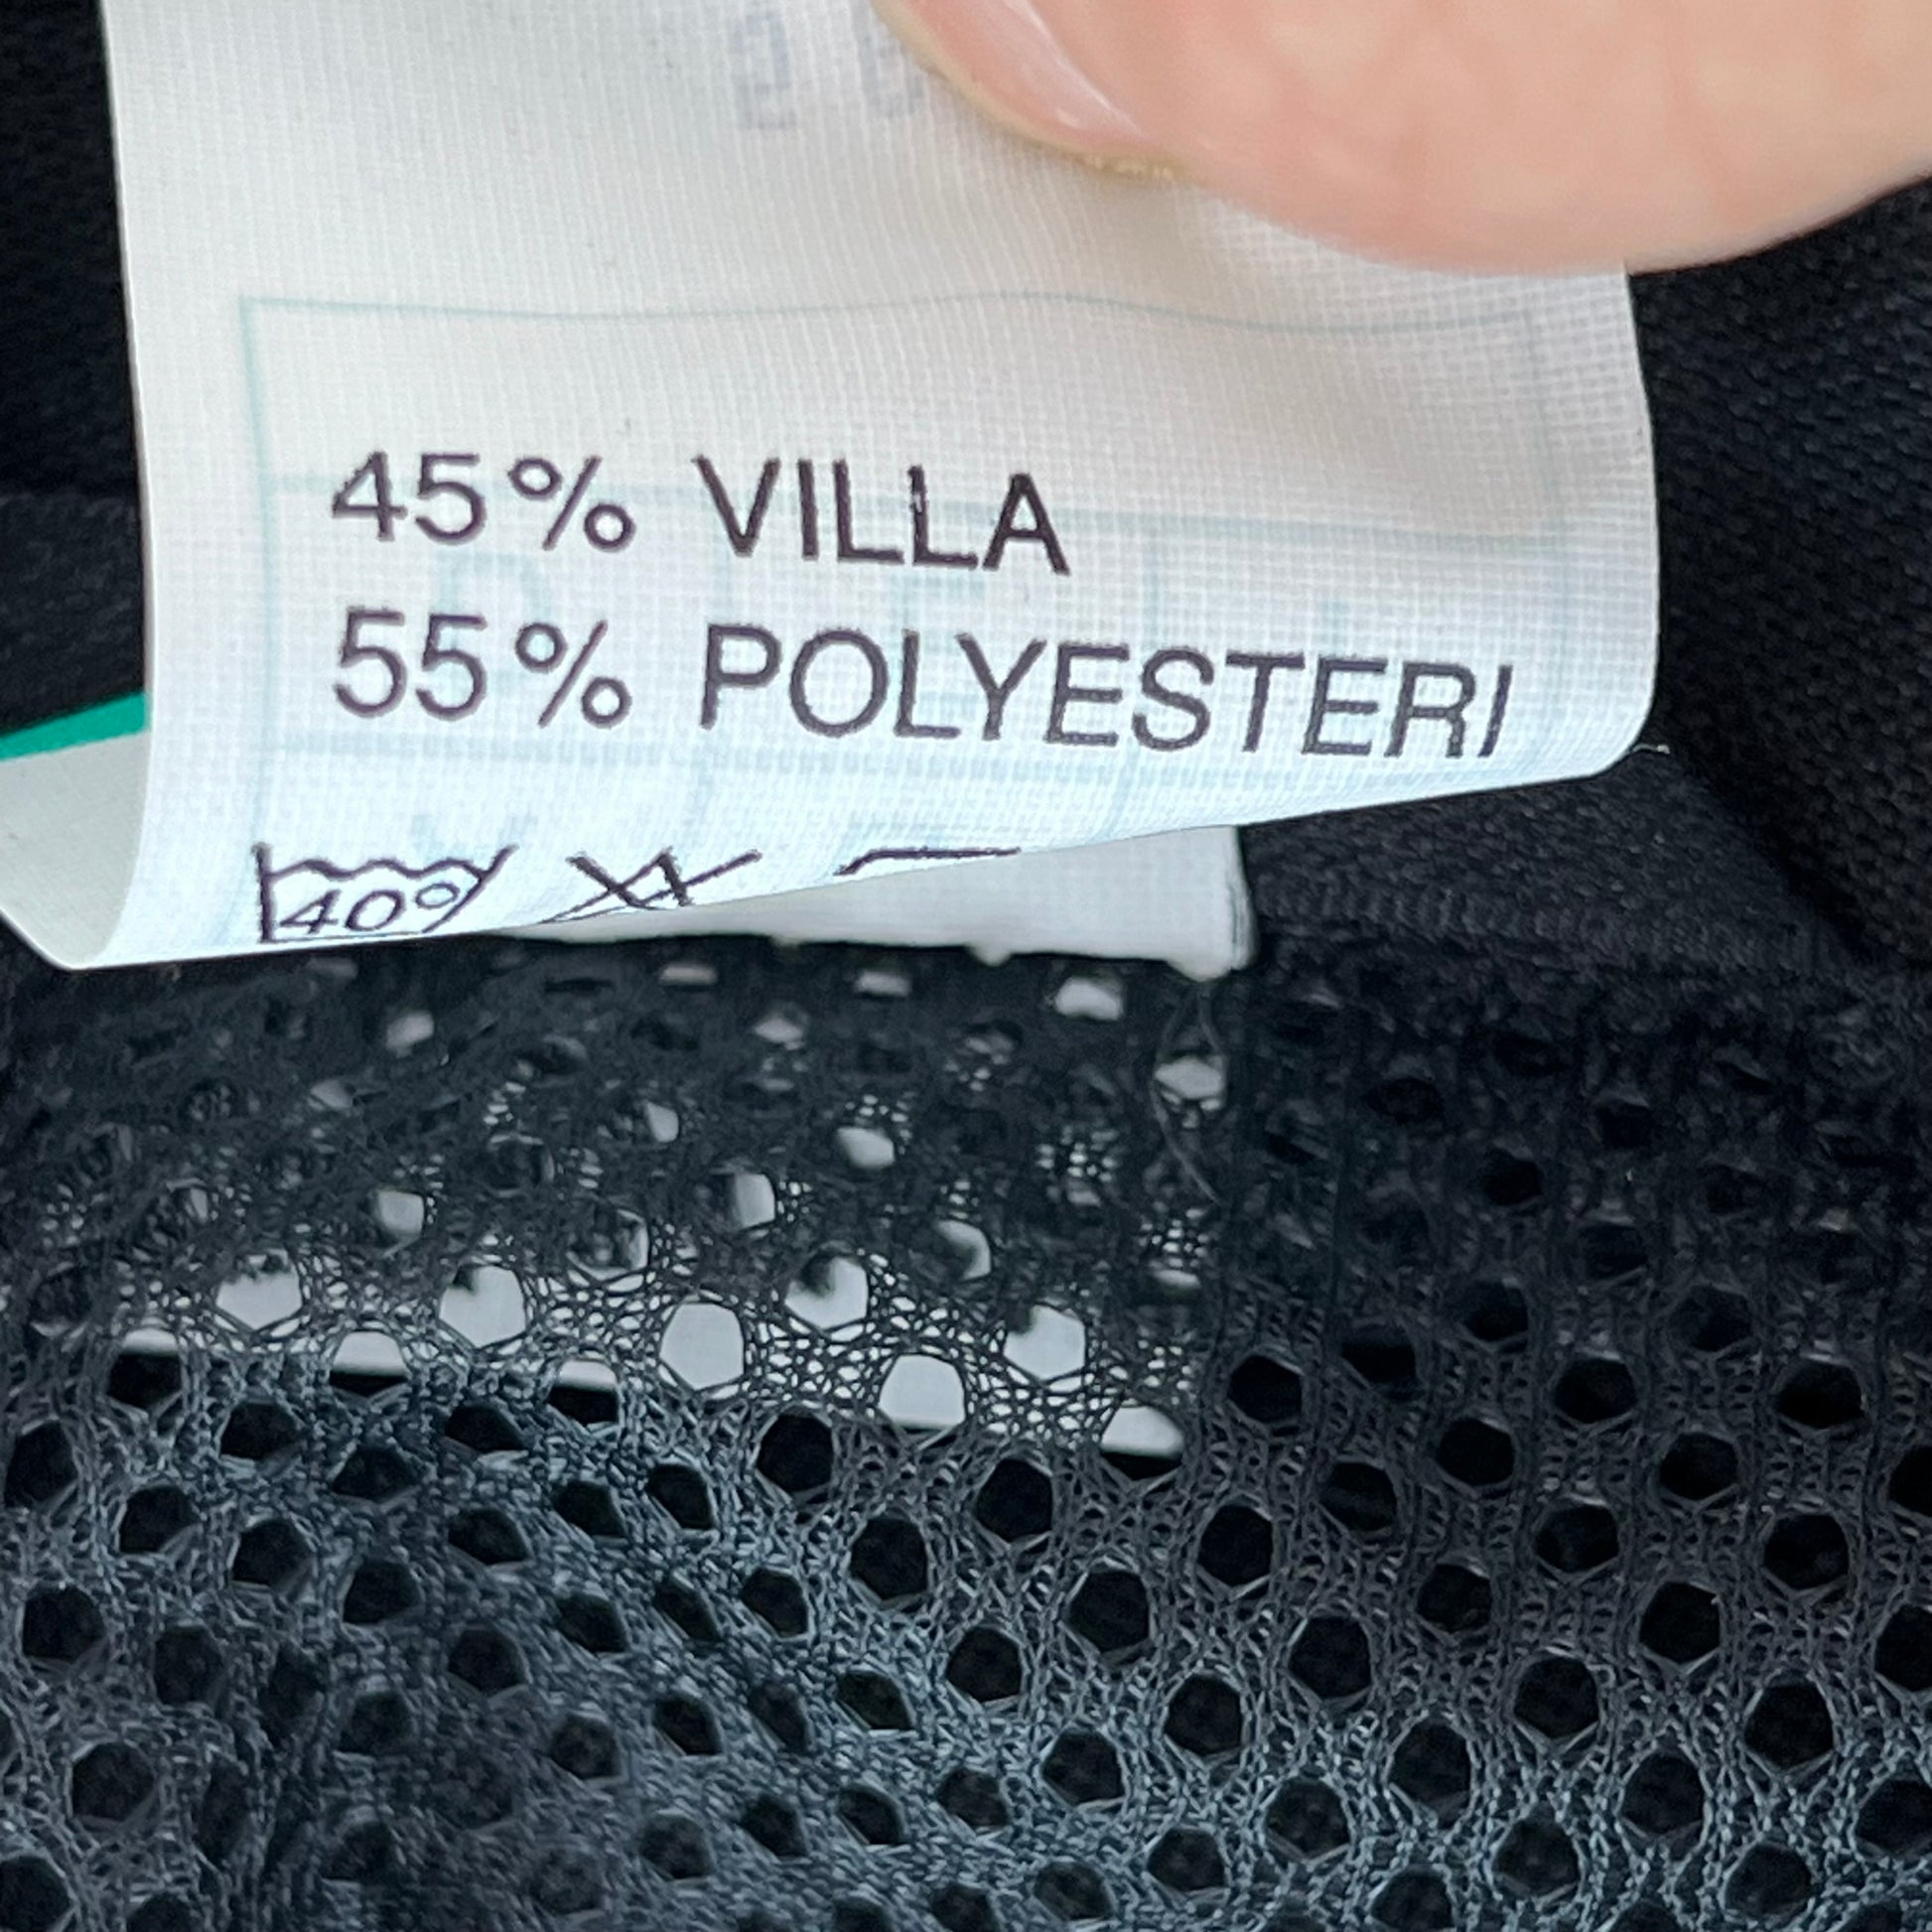 45% VILLA
55% POLYESTERI
40°